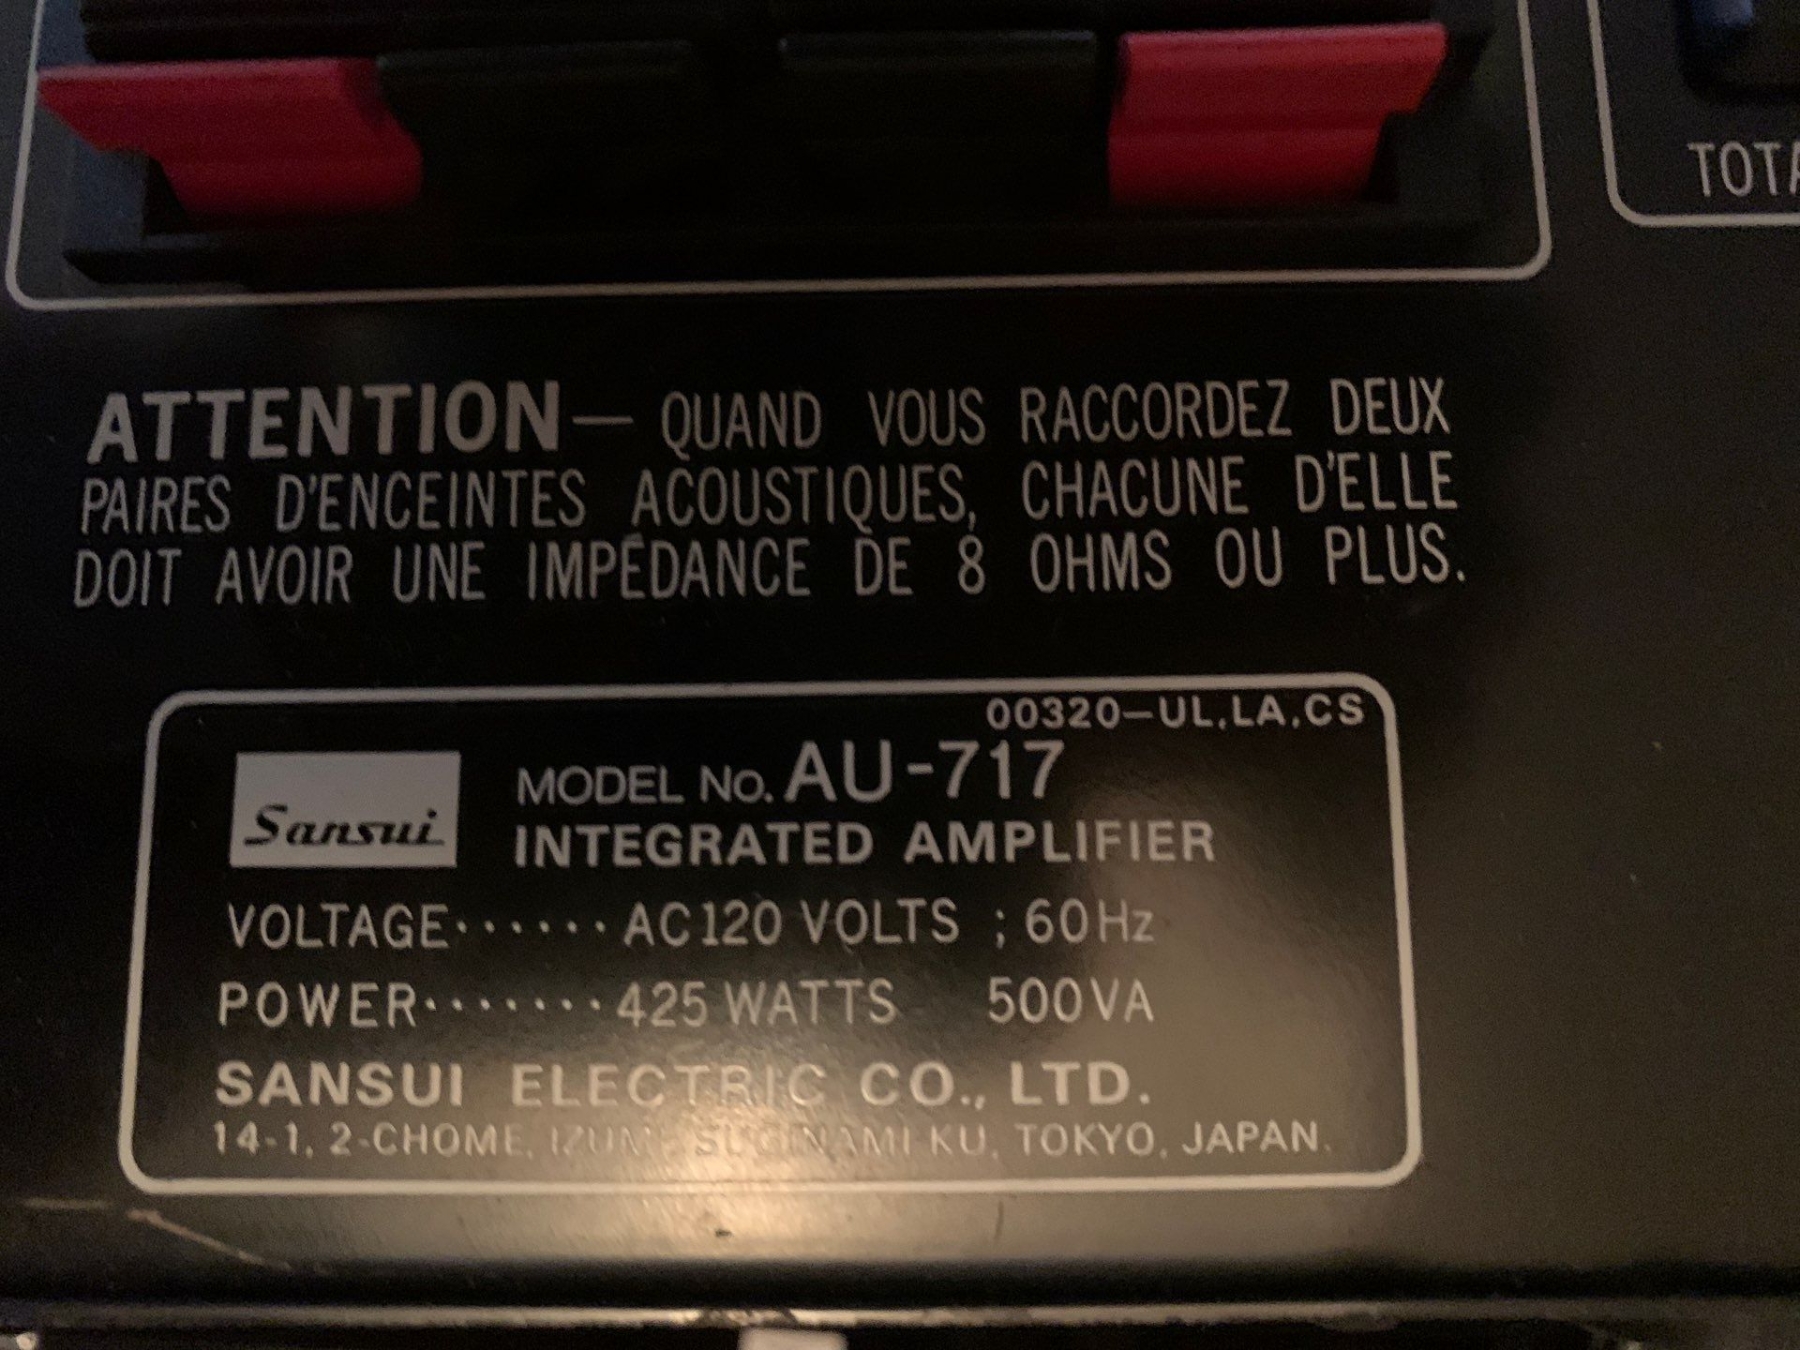 TOTA
ATTENTION— QUAND VOUS RACCORDEZ DEUX
PAIRES D'ENCEINTES ACOUSTIQUES, CHACUNE D'ELLE
DOIT AVOIR UNE IMPÉDANCE DE 8 OHMS OU PLUS.
00320—UL,LA,CS
Sansui
MODEL No. AU-717
INTEGRATED AMPLIFIER
VOLTAGE······AC120 VOLTS ; 60Hz
POWER·······425 WATTS 500VA
SANSUI ELECTRIC CO., LTD.
14-1, 2-CHOME, IZUMI SUGINAMI-KU, TOKYO, JAPAN.